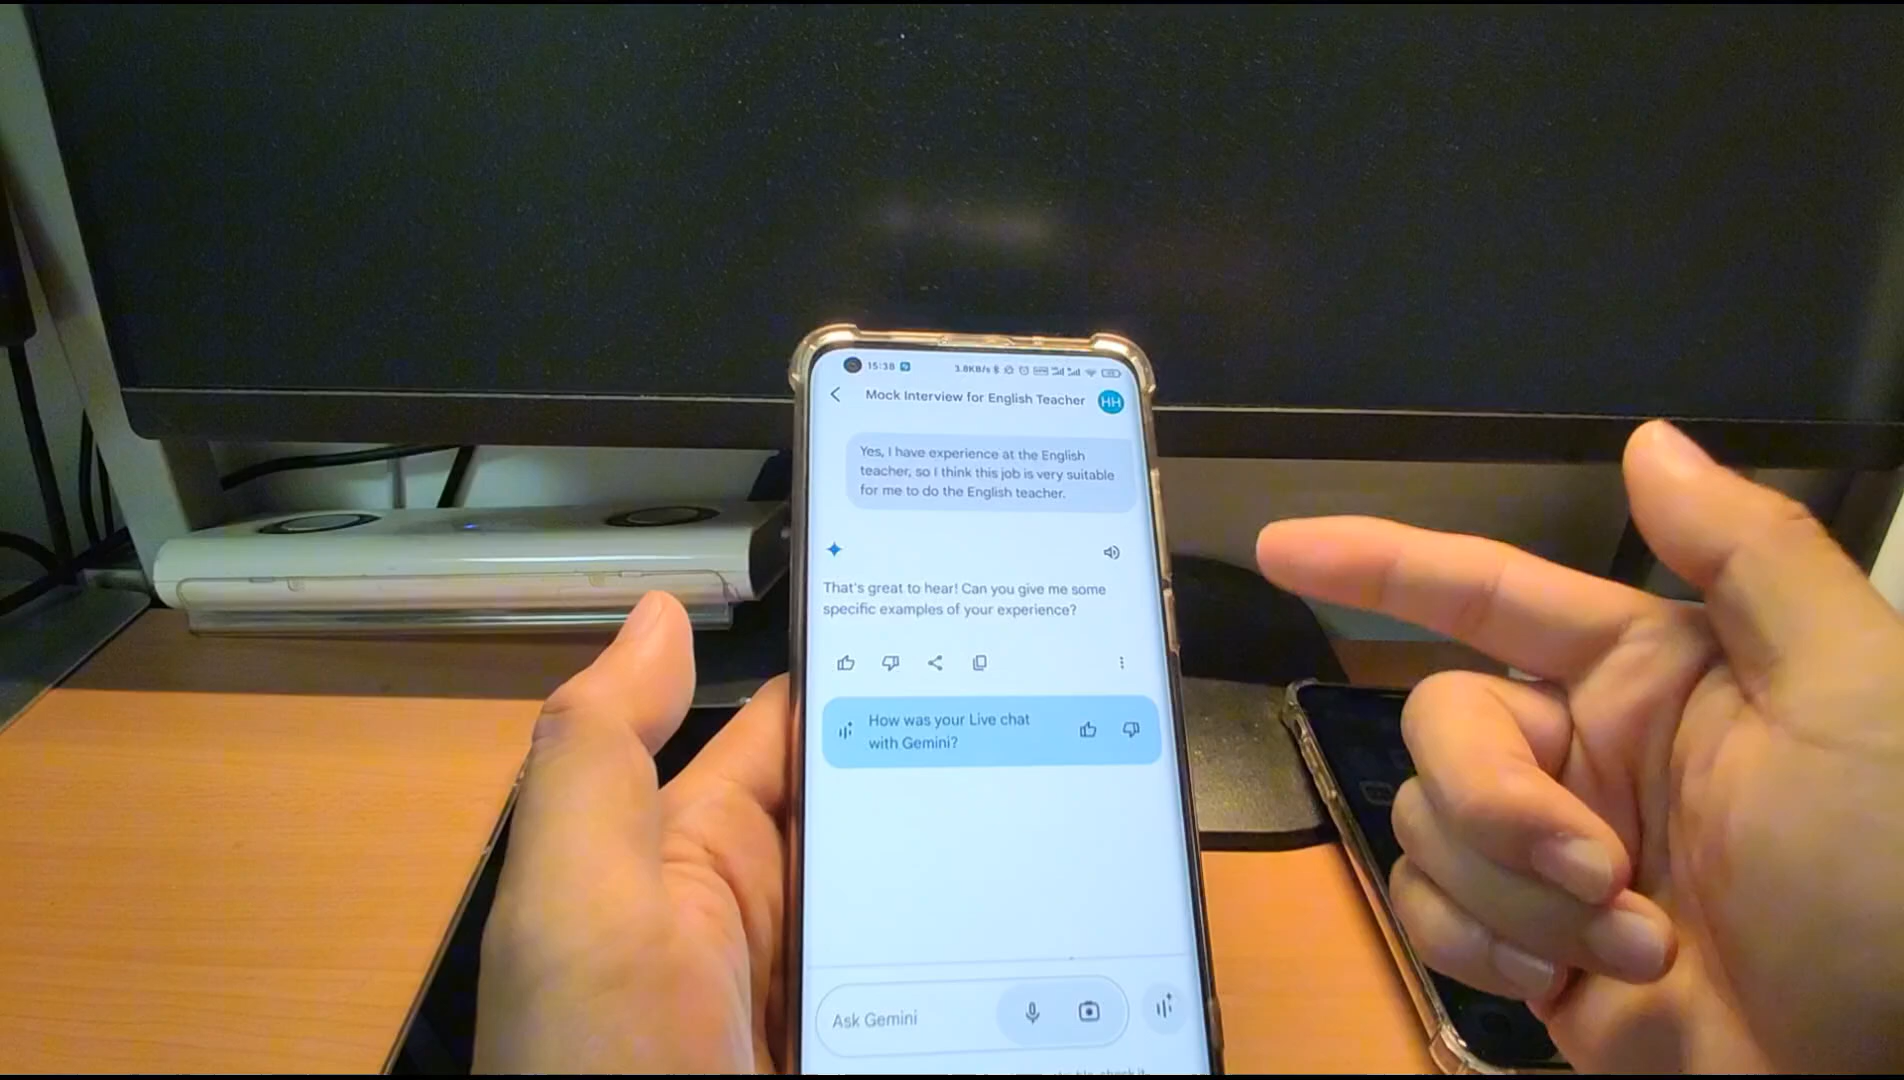 15:38
3.8KB/s
Mock Interview for English Teacher
HH
Yes, I have experience at the English
teacher, so I think this job is very suitable
for me to do the English teacher.
That's great to hear! Can you give me some
specific examples of your experience?
How was your Live chat
with Gemini?
Ask Gemini